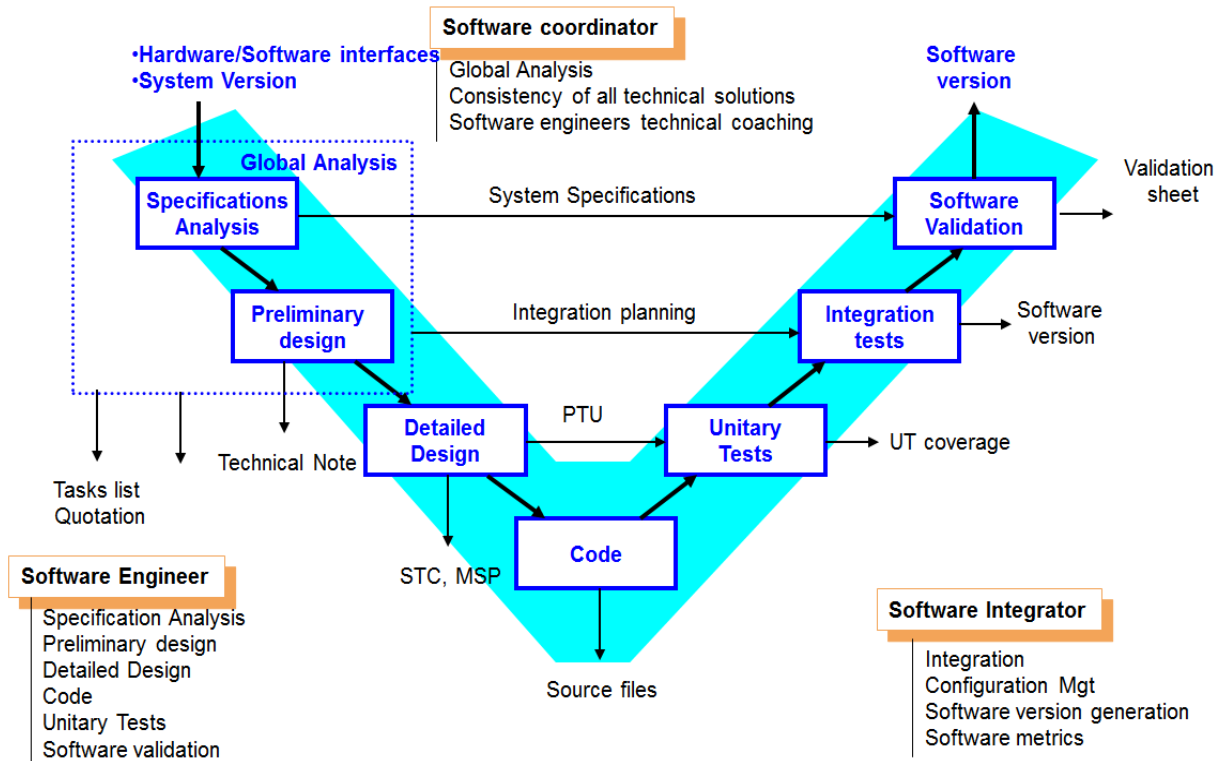 Software coordinator
•Hardware/Software interfaces
•System Version
Global Analysis
Consistency of all technical solutions
Software engineers technical coaching
Software
version
Global Analysis
Specifications
Analysis
System Specifications
Software
Validation
Validation
sheet
Preliminary
design
Integration planning
Integration
tests
Software
version
Detailed
Design
PTU
Unitary
Tests
UT coverage
Technical Note
Tasks list
Quotation
Code
STC, MSP
Source files
Software Engineer
Specification Analysis
Preliminary design
Detailed Design
Code
Unitary Tests
Software validation
Software Integrator
Integration
Configuration Mgt
Software version generation
Software metrics